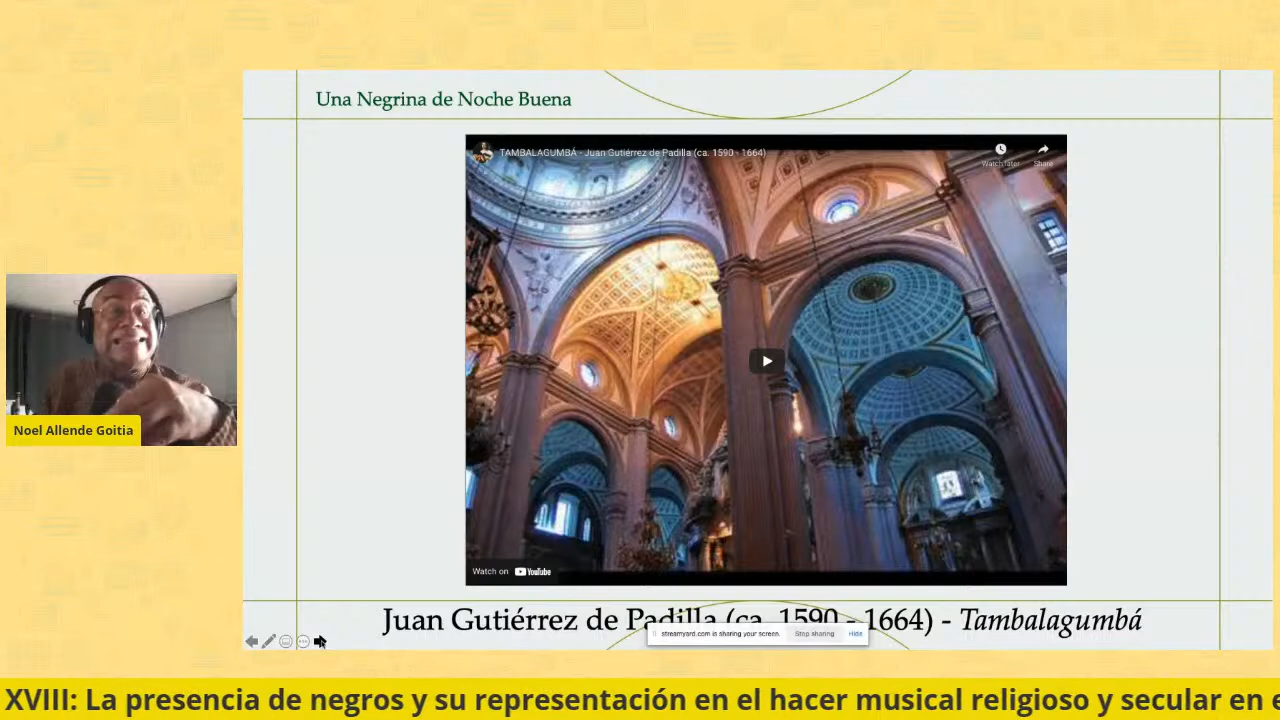 Una Negrina de Noche Buena
TAMBALAGUMBÁ - Juan Gutiérrez de Padilla (ca. 1590 - 1664)
Watch later
Share
Noel Allende Goitia
Watch on YouTube
Juan Gutiérrez de Padilla (ca. 1590 - 1664) - Tambalagumbá
streamyard.com is sharing your screen.
Stop sharing
Hide
XVIII: La presencia de negros y su representación en el hacer musical religioso y secular en e